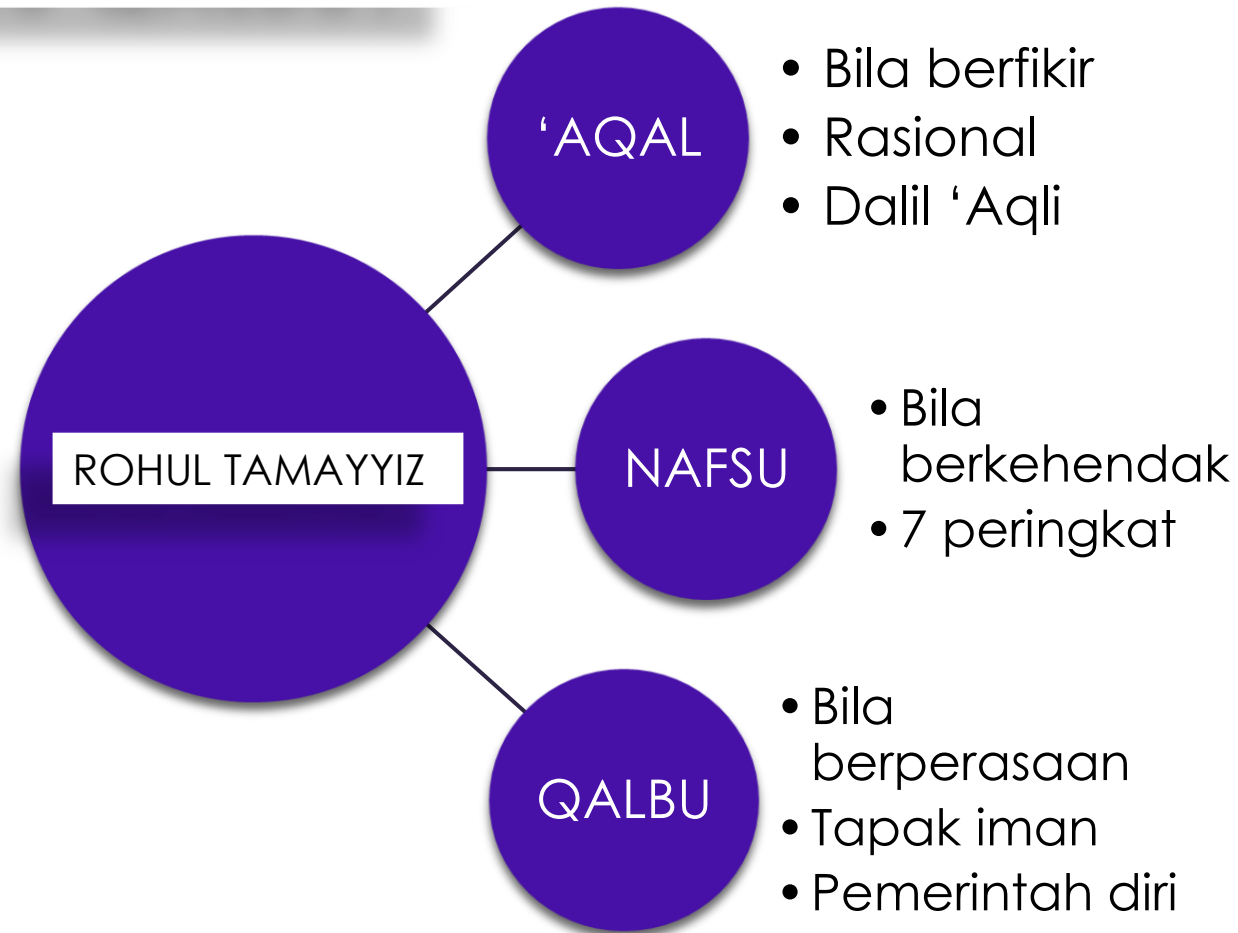 ROHUL TAMAYYIZ
‘AQAL
• Bila berfikir
• Rasional
• Dalil ‘Aqli
NAFSU
• Bila
berkehendak
• 7 peringkat
QALBU
• Bila
berperasaan
• Tapak iman
• Pemerintah diri